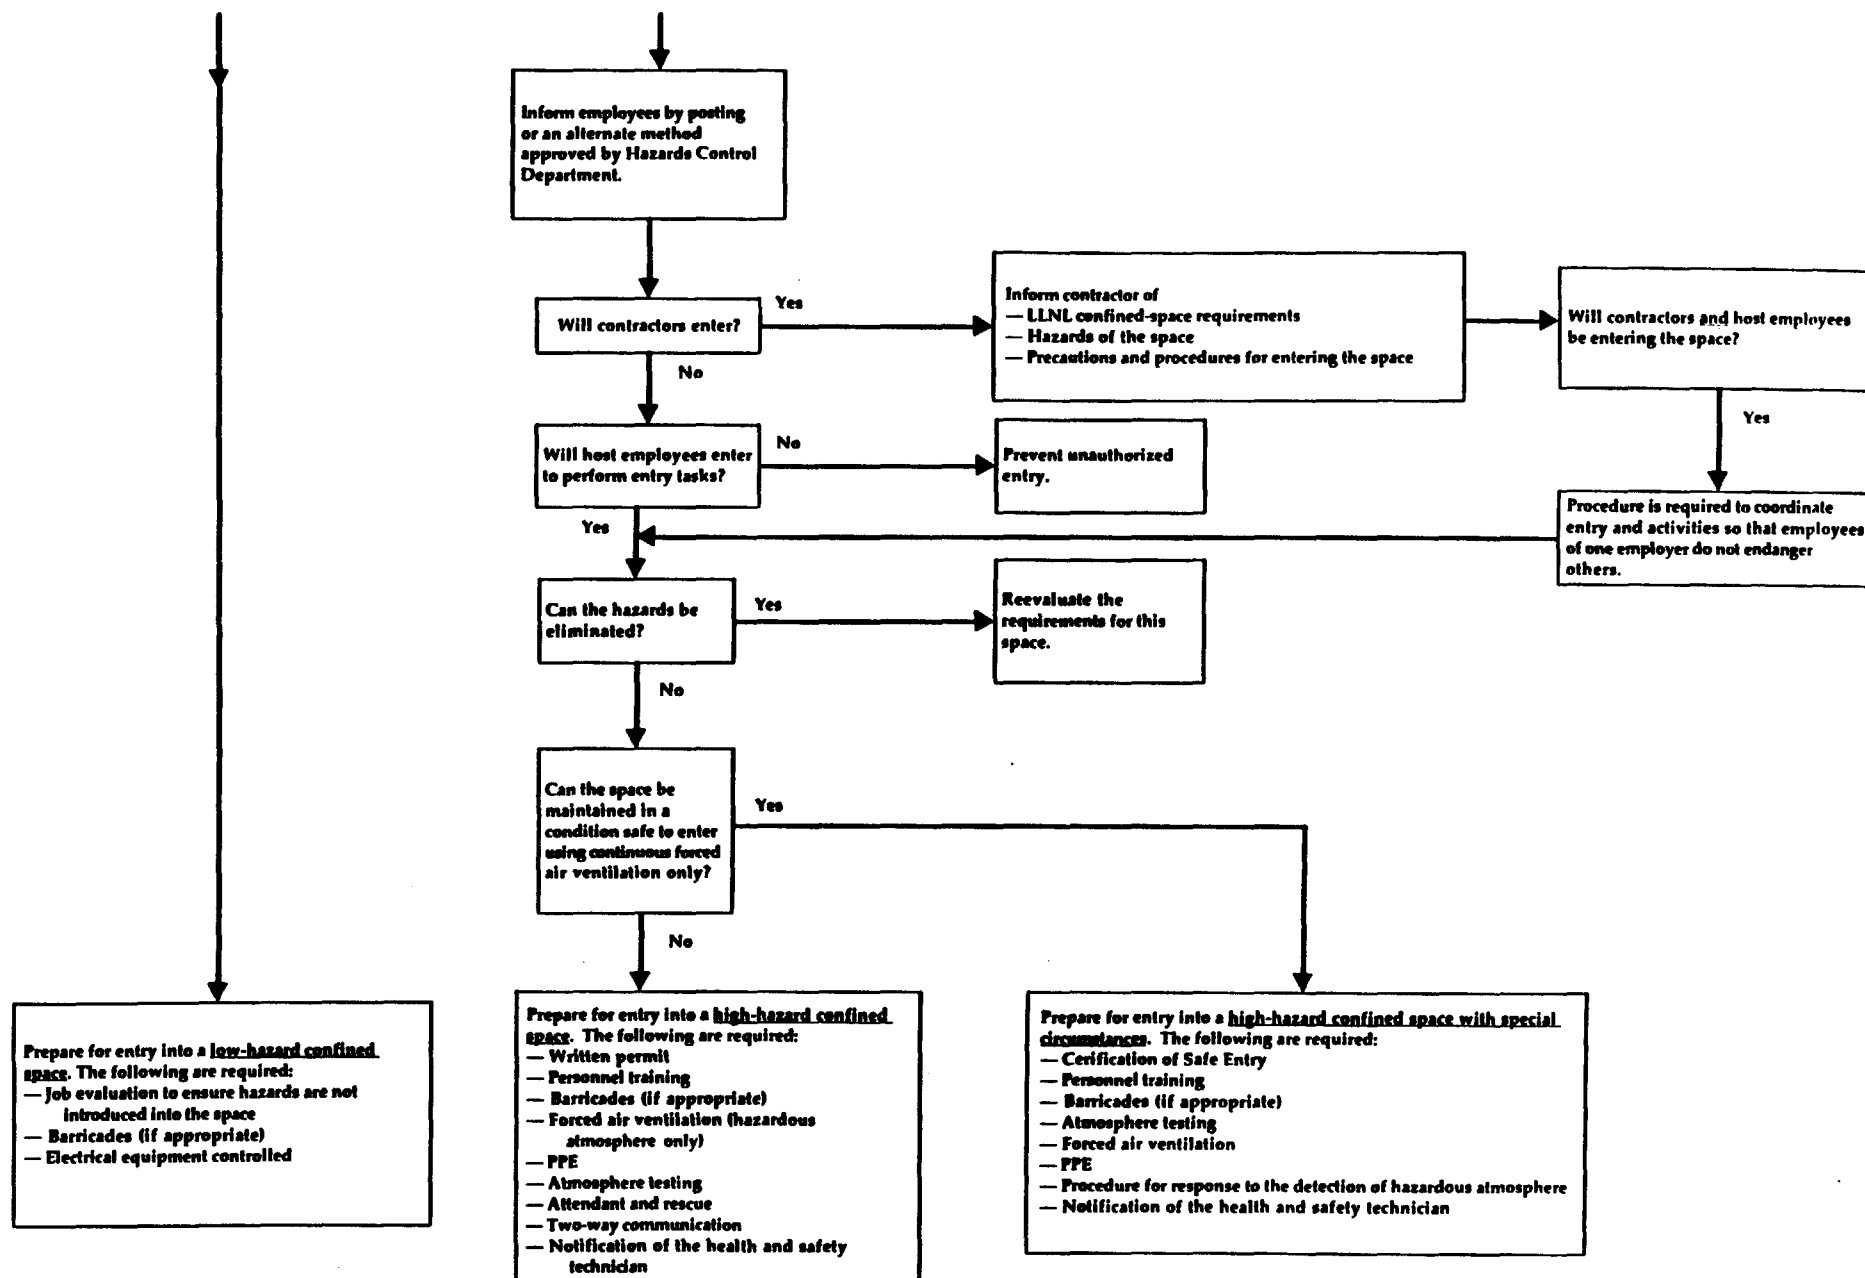 Inform employees by posting
or an alternate method
approved by Hazards Control
Department.
Will contractors enter?
Yes
No
Inform contractor of
— LLNL confined-space requirements
— Hazards of the space
— Precautions and procedures for entering the space
Will contractors and host employees
be entering the space?
Yes
Will host employees enter
to perform entry tasks?
No
Yes
Prevent unauthorized
entry.
Procedure is required to coordinate
entry and activities so that employees
of one employer do not endanger
others.
Can the hazards be
eliminated?
Yes
No
Reevaluate the
requirements for this
space.
Can the space be
maintained in a
condition safe to enter
using continuous forced
air ventilation only?
Yes
No
Prepare for entry into a low-hazard confined
space. The following are required:
— Job evaluation to ensure hazards are not
introduced into the space
— Barricades (if appropriate)
— Electrical equipment controlled
Prepare for entry into a high-hazard confined
space. The following are required:
— Written permit
— Personnel training
— Barricades (if appropriate)
— Forced air ventilation (hazardous
atmosphere only)
— PPE
— Atmosphere testing
— Attendant and rescue
— Two-way communication
— Notification of the health and safety
technician
Prepare for entry into a high-hazard confined space with special
circumstances. The following are required:
— Cerification of Safe Entry
— Personnel training
— Barricades (if appropriate)
— Atmosphere testing
— Forced air ventilation
— PPE
— Procedure for response to the detection of hazardous atmosphere
— Notification of the health and safety technician